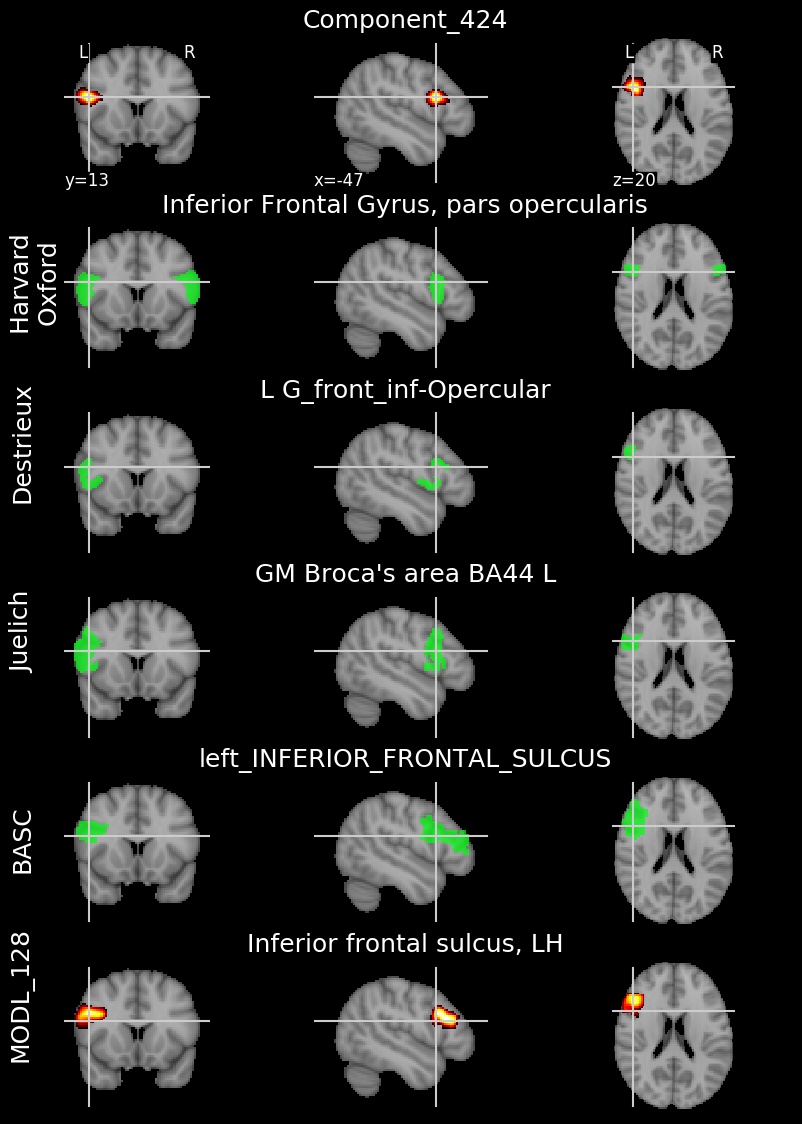 Component_424
L R L R
y=13 x=-47 z=20
Inferior Frontal Gyrus, pars opercularis
Harvard
Oxford
L G_front_inf-Opercular
Destrieux
GM Broca's area BA44 L
Juelich
left_INFERIOR_FRONTAL_SULCUS
BASC
Inferior frontal sulcus, LH
MODL_128